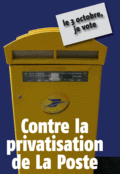 le 3 octobre,
je vote
Contre la
privatisation
de La Poste